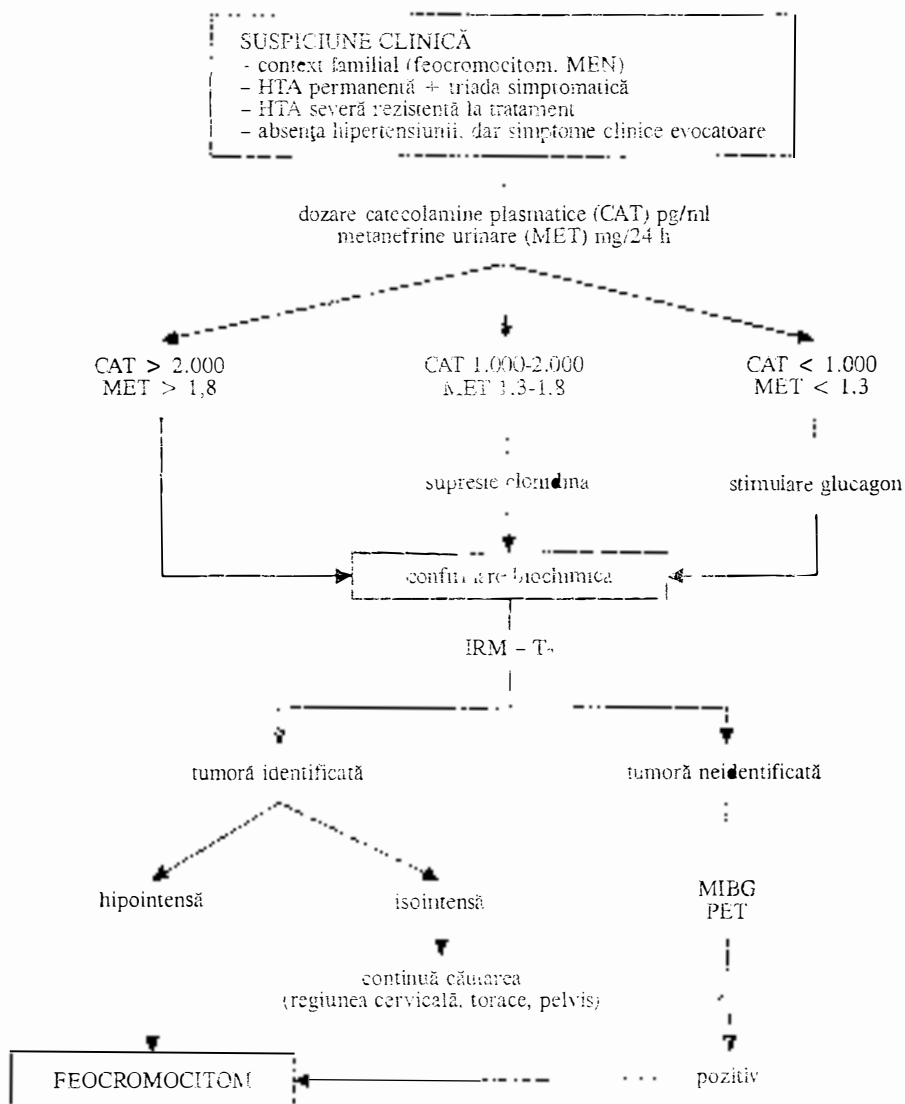 SUSPICIUNE CLINICĂ
- context familial (feocromocitom, MEN)
– HTA permanentă + triada simptomatică
– HTA severă rezistentă la tratament
– absența hipertensiunii, dar simptome clinice evocatoare
dozare catecolamine plasmatice (CAT) pg/ml
metanefrine urinare (MET) mg/24 h
CAT > 2.000
MET > 1,8
CAT 1.000-2.000
MET 1.3-1.8
CAT < 1.000
MET < 1.3
supresie clonidina
stimulare glucagon
confirmare biochimica
IRM – T₂
tumoră identificată
tumoră neidentificată
hipointensă
isointensă
MIBG
PET
continuă căutarea
(regiunea cervicală, torace, pelvis)
FEOCROMOCITOM
pozitiv